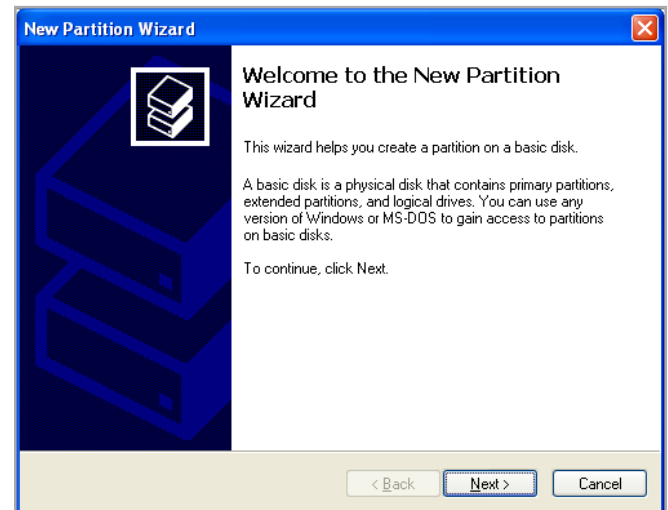 New Partition Wizard
Welcome to the New Partition
Wizard
This wizard helps you create a partition on a basic disk.
A basic disk is a physical disk that contains primary partitions,
extended partitions, and logical drives. You can use any
version of Windows or MS-DOS to gain access to partitions
on basic disks.
To continue, click Next.
< Back Next > Cancel